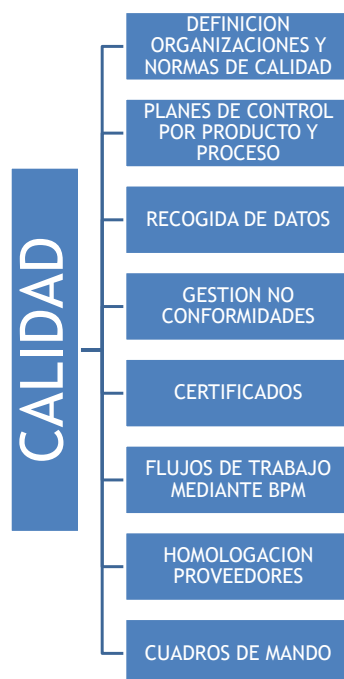 CALIDAD
DEFINICION
ORGANIZACIONES Y
NORMAS DE CALIDAD
PLANES DE CONTROL
POR PRODUCTO Y
PROCESO
RECOGIDA DE DATOS
GESTION NO
CONFORMIDADES
CERTIFICADOS
FLUJOS DE TRABAJO
MEDIANTE BPM
HOMOLOGACION
PROVEEDORES
CUADROS DE MANDO